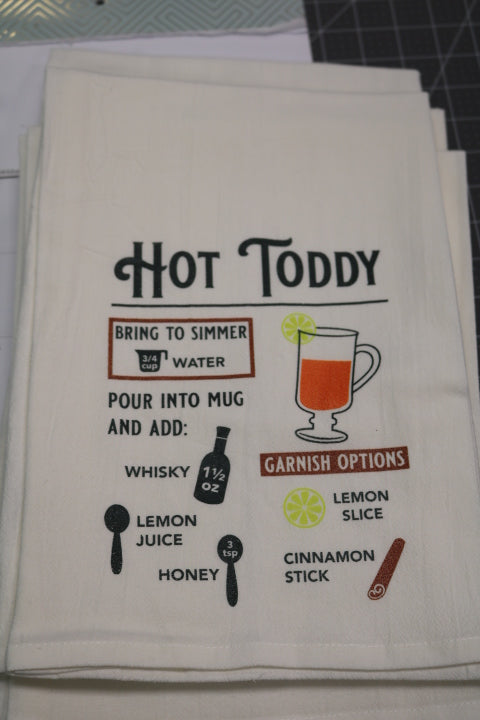 HOT TODDY
BRING TO SIMMER
3/4
cup
WATER
POUR INTO MUG
AND ADD:
WHISKY
1½
OZ
LEMON
JUICE
3
tsp
HONEY
GARNISH OPTIONS
LEMON
SLICE
CINNAMON
STICK